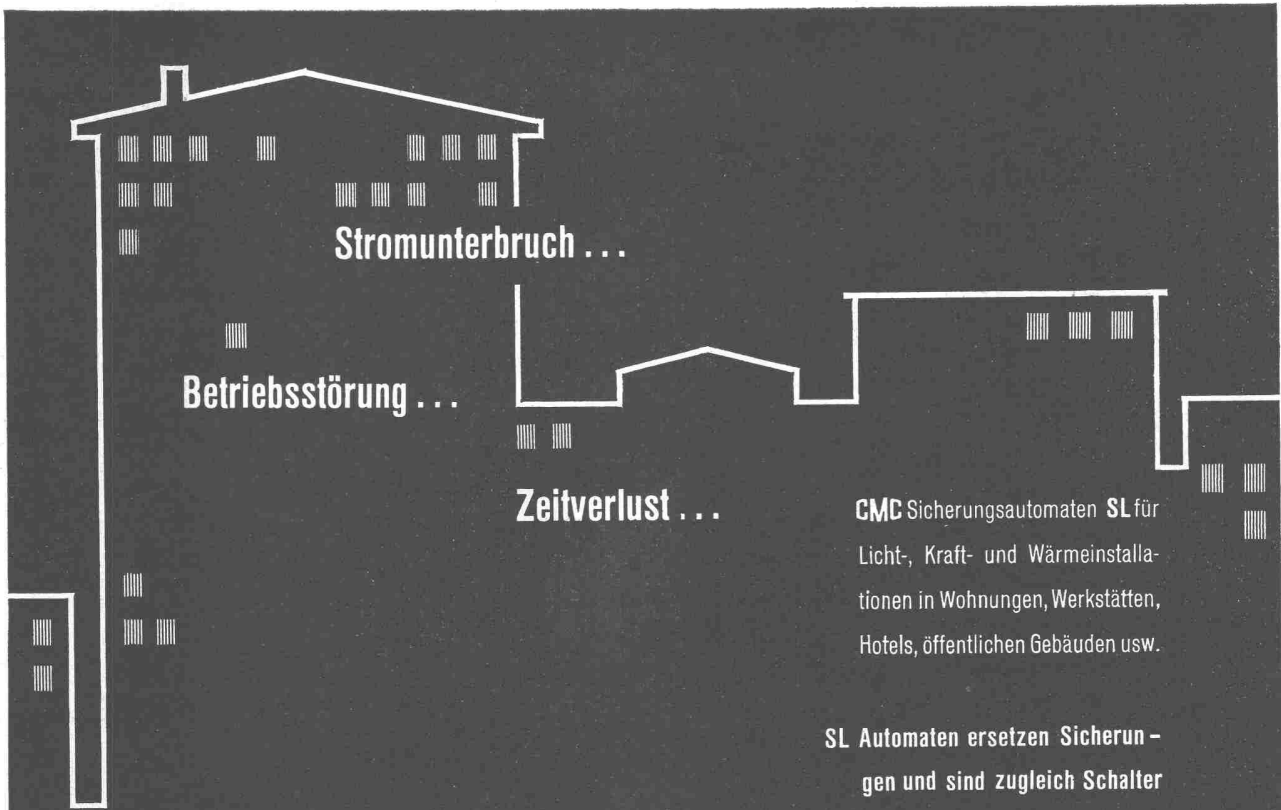 Stromunterbruch ...
Betriebsstörung ...
Zeitverlust ...
CMC Sicherungsautomaten SL für
Licht-, Kraft- und Wärmeinstalla-
tionen in Wohnungen, Werkstätten,
Hotels, öffentlichen Gebäuden usw.
SL Automaten ersetzen Sicherun-
gen und sind zugleich Schalter